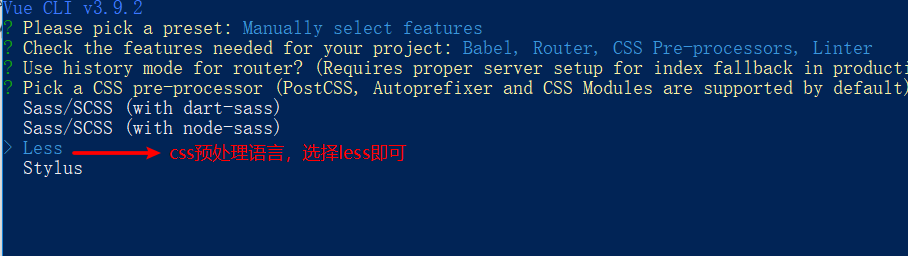 Vue CLI v3.9.2
? Please pick a preset: Manually select features
? Check the features needed for your project: Babel, Router, CSS Pre-processors, Linter
? Use history mode for router? (Requires proper server setup for index fallback in producti
? Pick a CSS pre-processor (PostCSS, Autoprefixer and CSS Modules are supported by default)
Sass/SCSS (with dart-sass)
Sass/SCSS (with node-sass)
> Less css预处理语言，选择less即可
Stylus